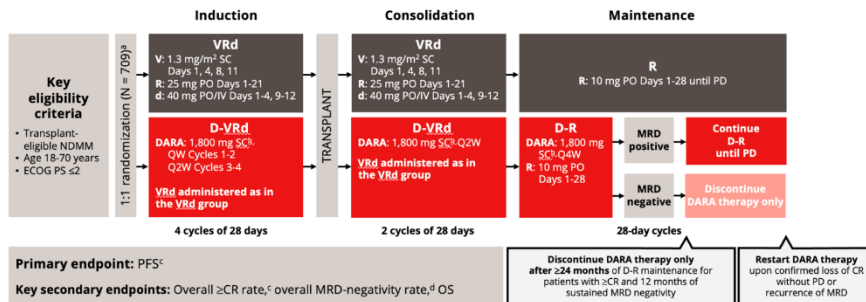 Induction
Consolidation
Maintenance
Key
eligibility
criteria
• Transplant-
eligible NDMM
• Age 18-70 years
• ECOG PS ≤2
1:1 randomization (N = 709)ᵃ
VRd
V: 1.3 mg/m² SC
Days 1, 4, 8, 11
R: 25 mg PO Days 1-21
d: 40 mg PO/IV Days 1-4, 9-12
TRANSPLANT
VRd
V: 1.3 mg/m² SC
Days 1, 4, 8, 11
R: 25 mg PO Days 1-21
d: 40 mg PO/IV Days 1-4, 9-12
R
R: 10 mg PO Days 1-28 until PD
D-VRd
DARA: 1,800 mg SCᵇ
QW Cycles 1-2
Q2W Cycles 3-4
VRd administered as in
the VRd group
D-VRd
DARA: 1,800 mg SCᵇ Q2W
VRd administered as in
the VRd group
D-R
DARA: 1,800 mg
SCᵇ Q4W
R: 10 mg PO
Days 1-28
MRD
positive
Continue
D-R
until PD
MRD
negative
Discontinue
DARA therapy only
4 cycles of 28 days
2 cycles of 28 days
28-day cycles
Primary endpoint: PFSᶜ
Key secondary endpoints: Overall ≥CR rate,ᶜ overall MRD-negativity rate,ᵈ OS
Discontinue DARA therapy only
after ≥24 months of D-R maintenance for
patients with ≥CR and 12 months of
sustained MRD negativity
Restart DARA therapy
upon confirmed loss of CR
without PD or
recurrence of MRD